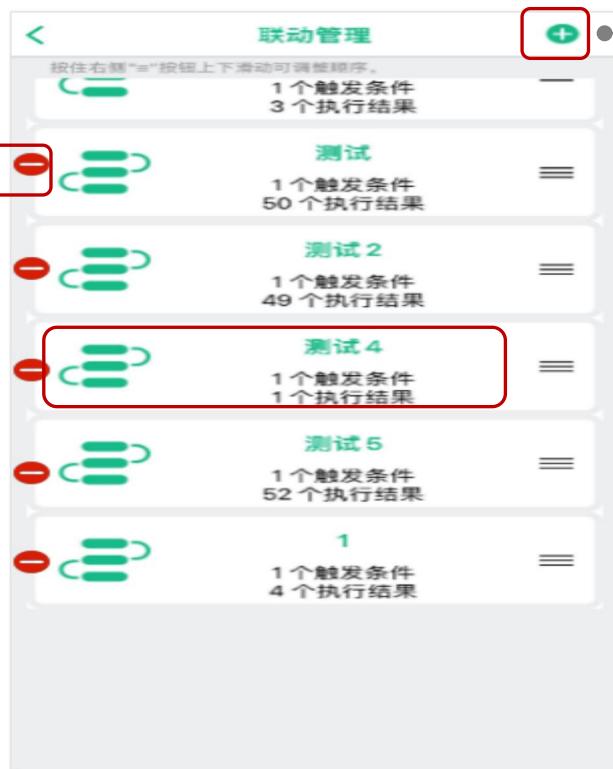 联动管理
按住右侧"="按钮上下滑动可调整顺序。
1 个触发条件
3 个执行结果
测试
1 个触发条件
50 个执行结果
测试 2
1 个触发条件
49 个执行结果
测试 4
1 个触发条件
1 个执行结果
测试 5
1 个触发条件
52 个执行结果
1
1 个触发条件
4 个执行结果